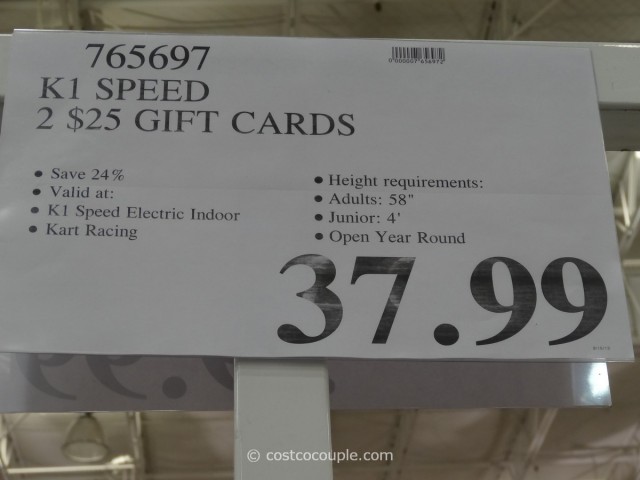 765697
0000007656973
K1 SPEED
2 $25 GIFT CARDS
• Save 24%
• Valid at:
• K1 Speed Electric Indoor
• Kart Racing
• Height requirements:
• Adults: 58"
• Junior: 4'
• Open Year Round
37.99
© costcocouple.com